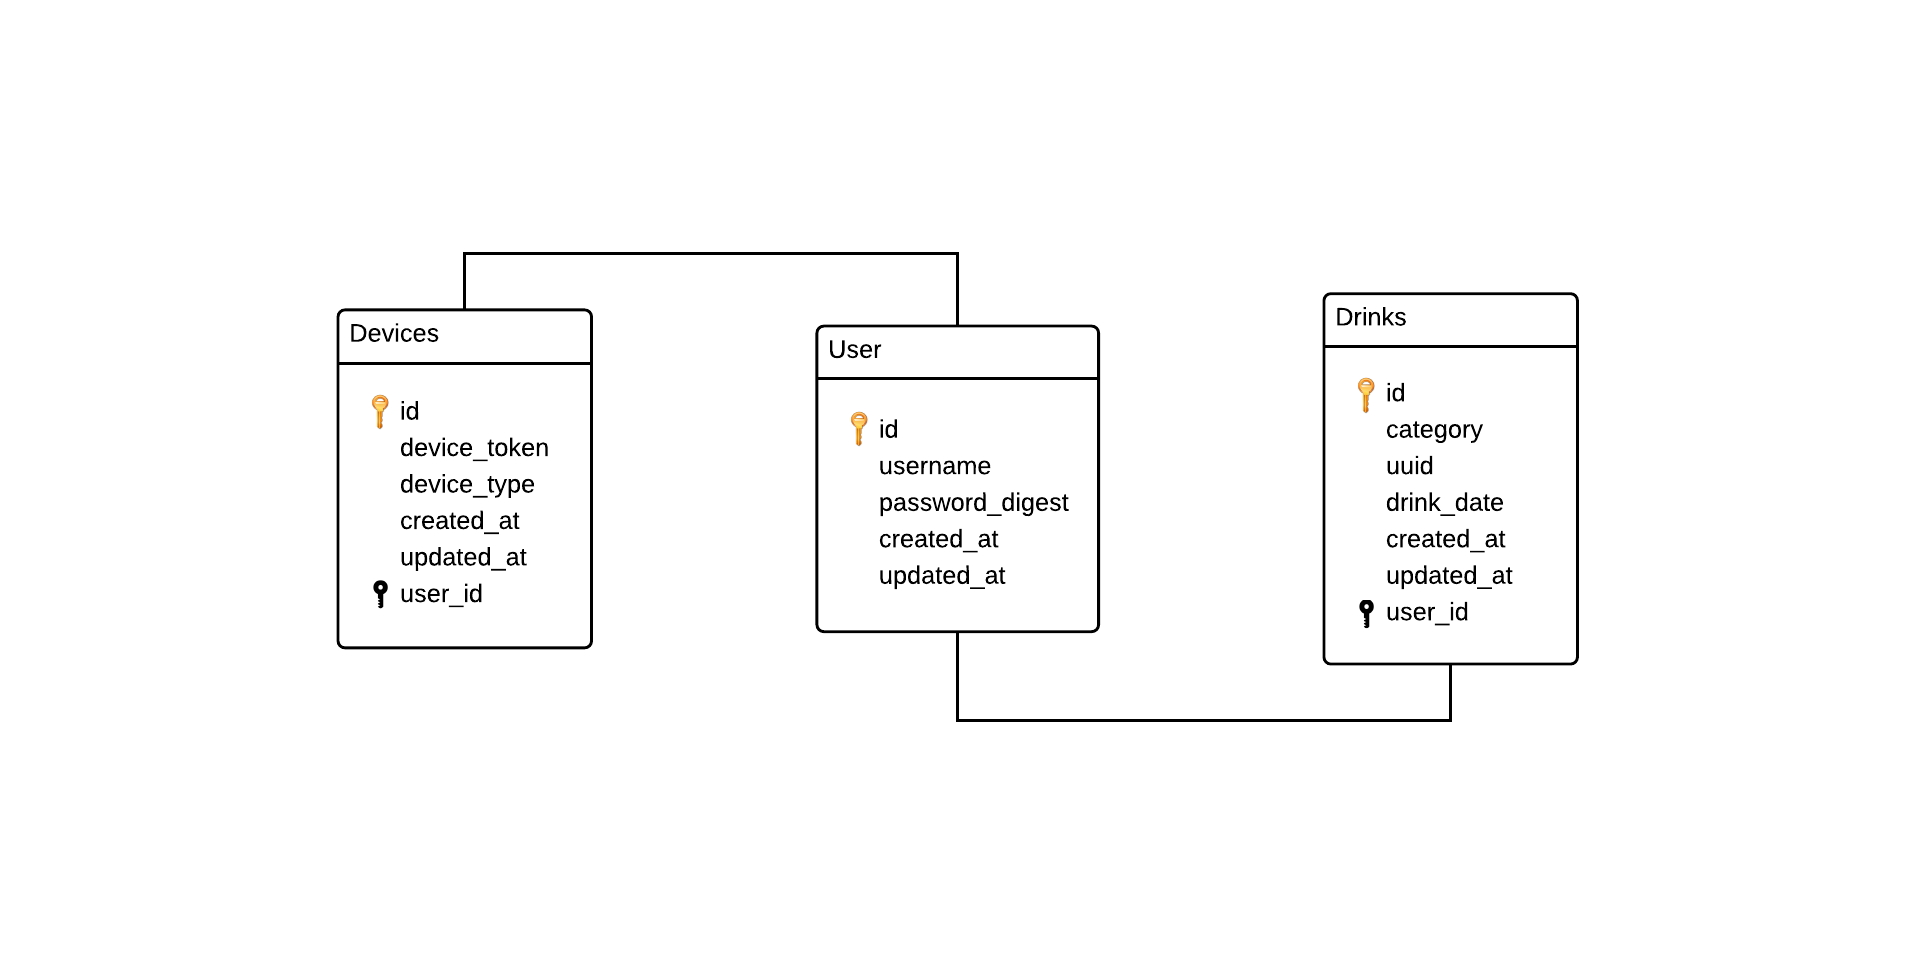 Devices
id
device_token
device_type
created_at
updated_at
user_id
User
id
username
password_digest
created_at
updated_at
Drinks
id
category
uuid
drink_date
created_at
updated_at
user_id